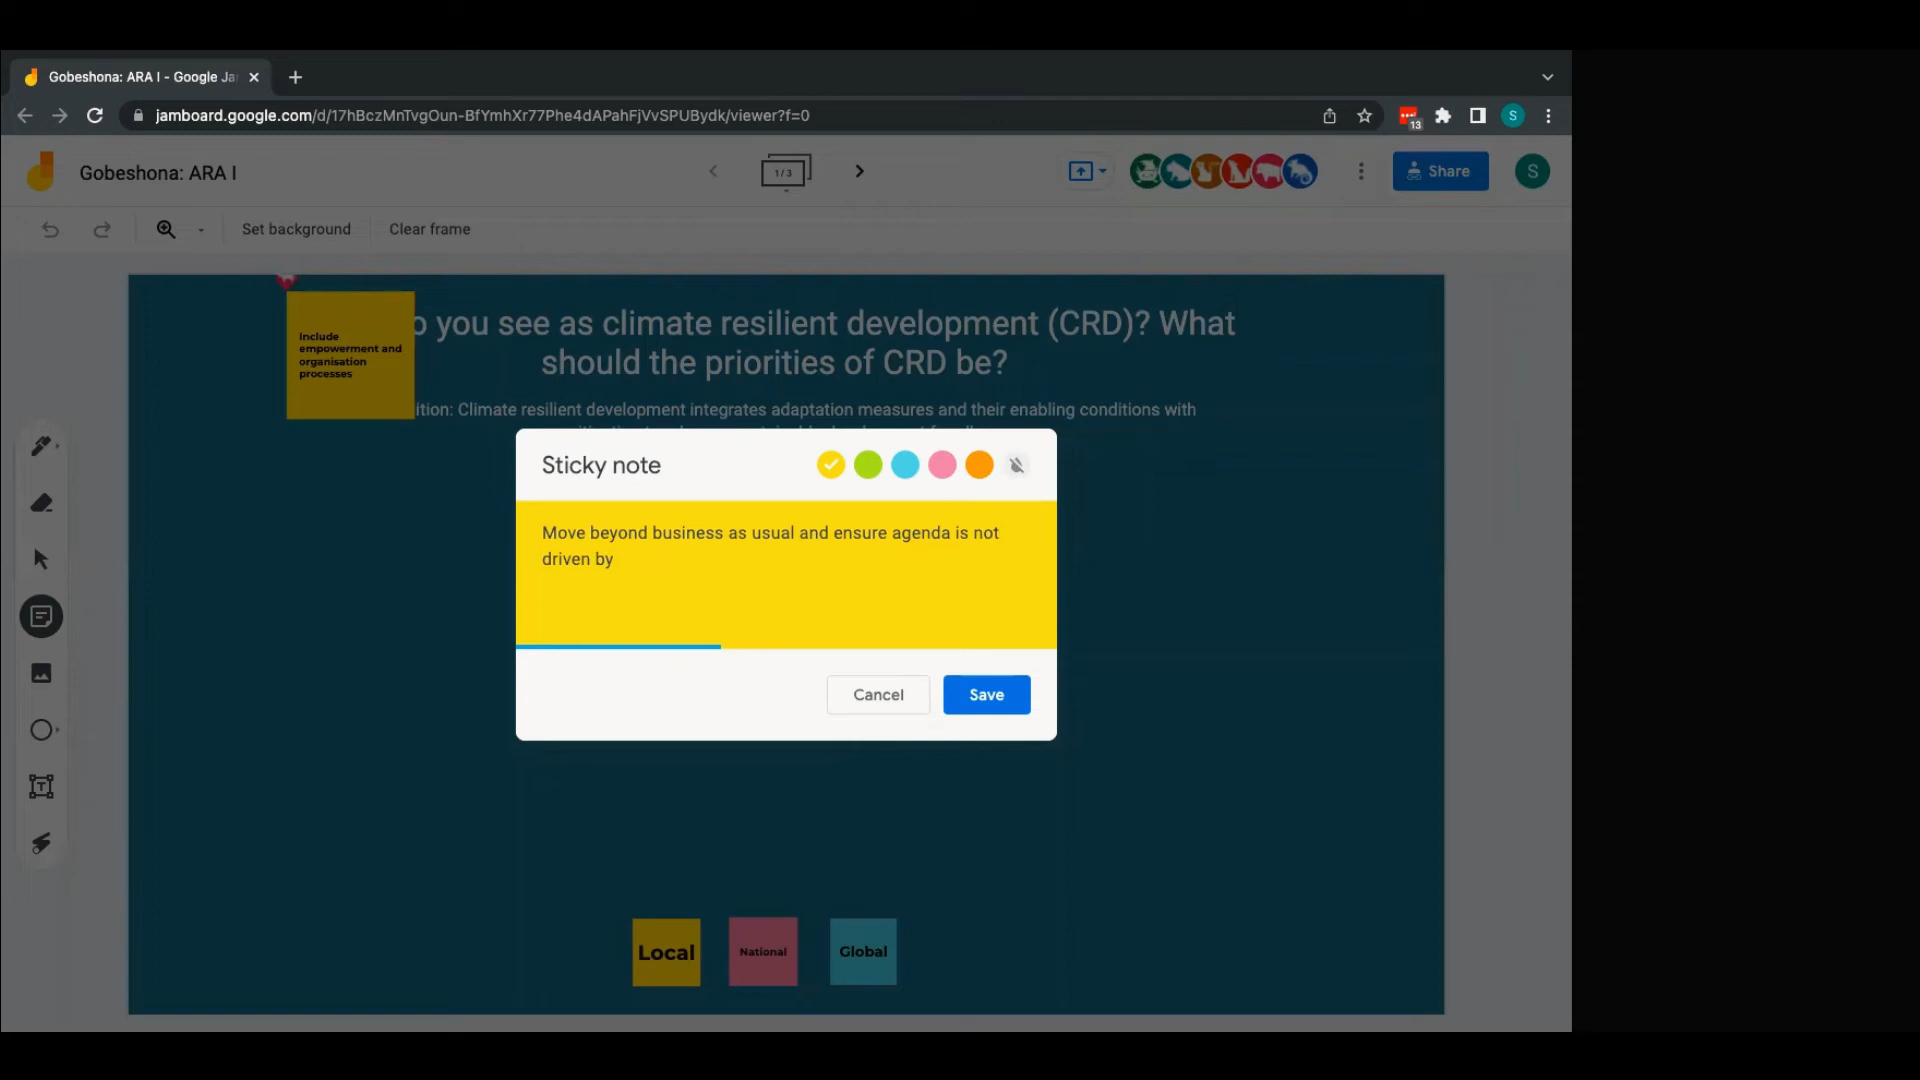 Gobeshona: ARA I - Google Ja
jamboard.google.com/d/17hBczMnTvgOun-BfYmhXr77Phe4dAPahFjVvSPUBydk/viewer?f=0
13
S
Gobeshona: ARA I
1/3
Share
S
Set background
Clear frame
Include
empowerment and
organisation
processes
o you see as climate resilient development (CRD)? What
should the priorities of CRD be?
ition: Climate resilient development integrates adaptation measures and their enabling conditions with
Sticky note
Move beyond business as usual and ensure agenda is not
driven by
Cancel
Save
Local
National
Global